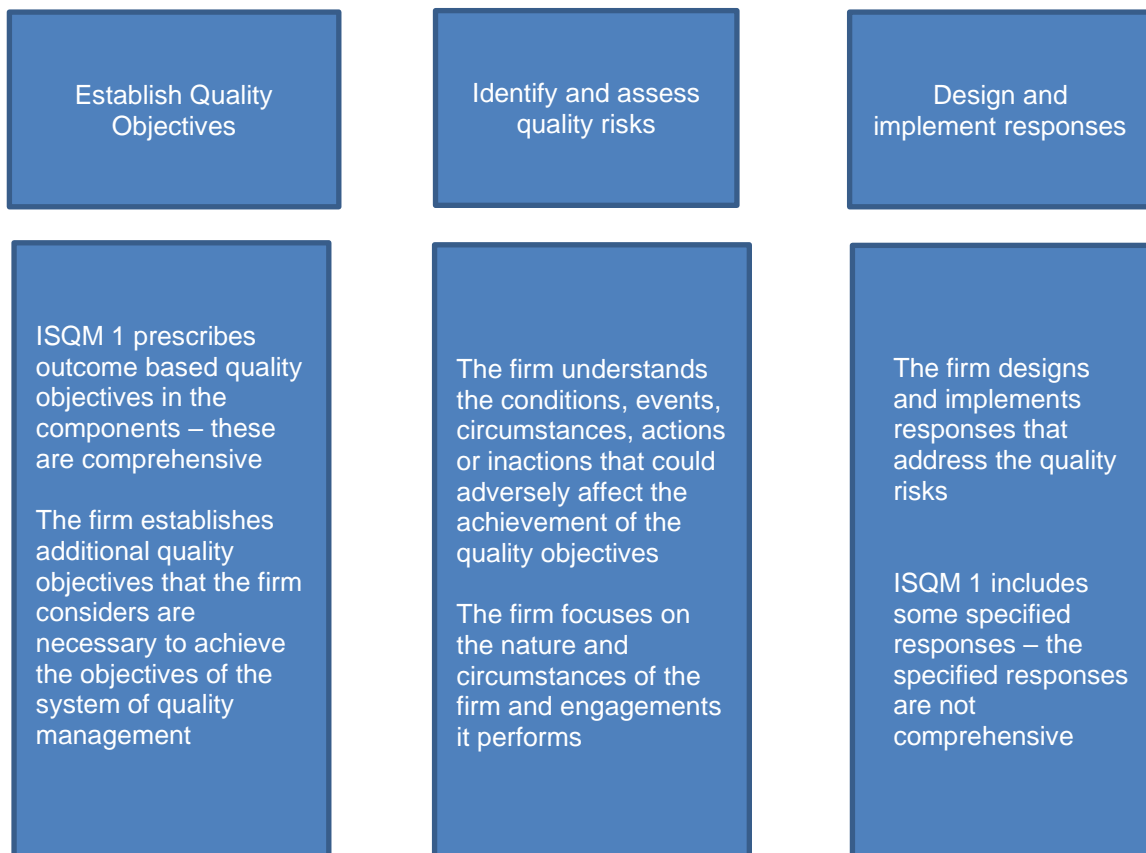 Establish Quality
Objectives
Identify and assess
quality risks
Design and
implement responses
ISQM 1 prescribes
outcome based quality
objectives in the
components – these
are comprehensive
The firm establishes
additional quality
objectives that the firm
considers are
necessary to achieve
the objectives of the
system of quality
management
The firm understands
the conditions, events,
circumstances, actions
or inactions that could
adversely affect the
achievement of the
quality objectives
The firm focuses on
the nature and
circumstances of the
firm and engagements
it performs
The firm designs
and implements
responses that
address the quality
risks
ISQM 1 includes
some specified
responses – the
specified responses
are not
comprehensive